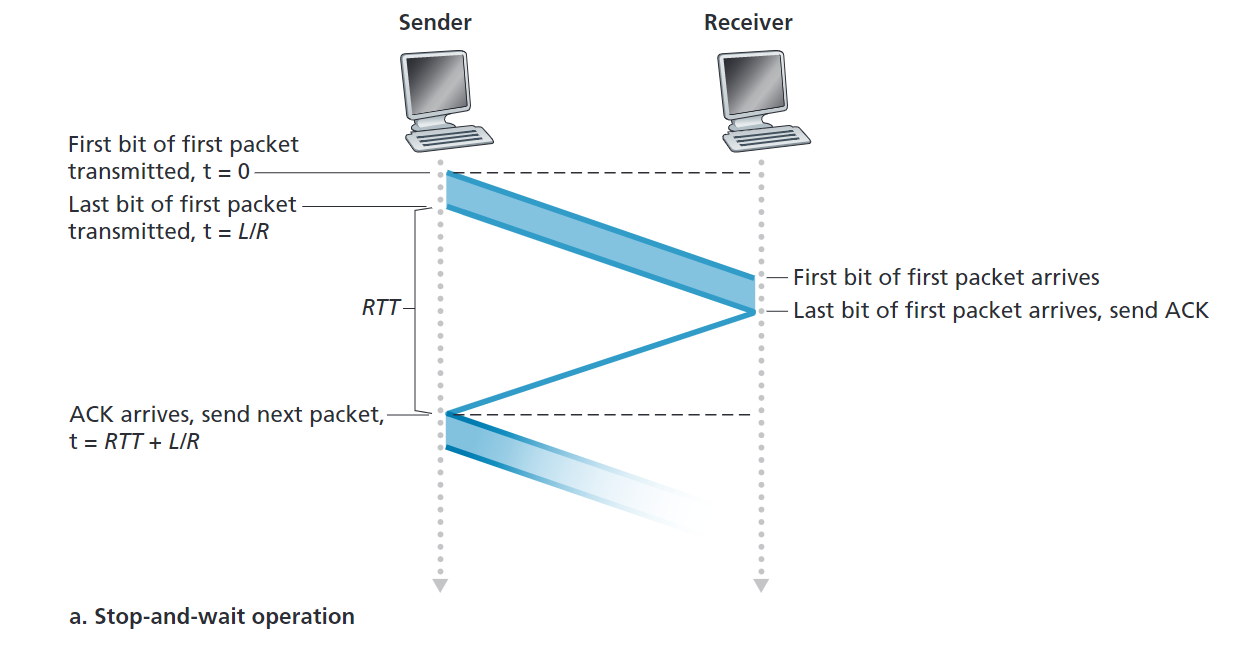 Sender
Receiver
First bit of first packet
transmitted, t = 0
Last bit of first packet
transmitted, t = L/R
First bit of first packet arrives
Last bit of first packet arrives, send ACK
RTT
ACK arrives, send next packet,
t = RTT + L/R
a. Stop-and-wait operation